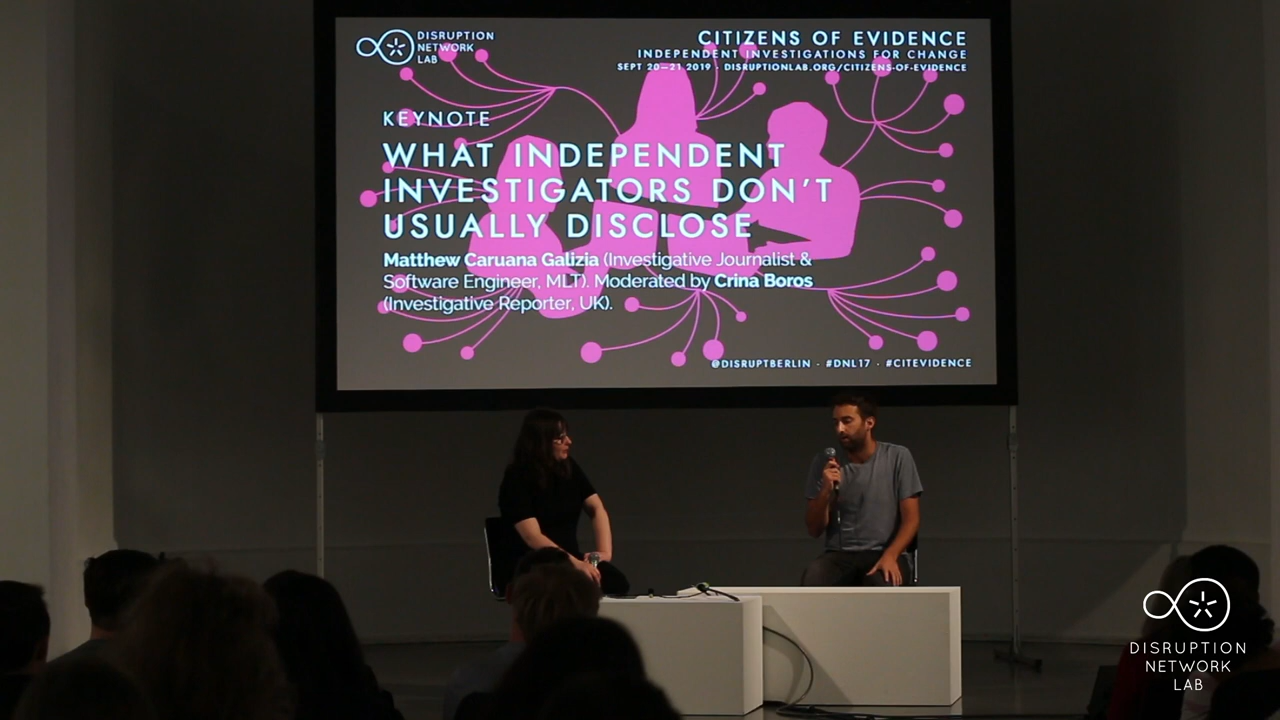 DISRUPTION
NETWORK
LAB
CITIZENS OF EVIDENCE
INDEPENDENT INVESTIGATIONS FOR CHANGE
SEPT 20—21 2019 · DISRUPTIONLAB.ORG/CITIZENS-OF-EVIDENCE
KEYNOTE
WHAT INDEPENDENT
INVESTIGATORS DON'T
USUALLY DISCLOSE
Matthew Caruana Galizia (Investigative Journalist &
Software Engineer, MLT). Moderated by Crina Boros
(Investigative Reporter, UK).
@DISRUPTBERLIN · #DNL17 · #CITEVIDENCE
DISRUPTION
NETWORK
LAB